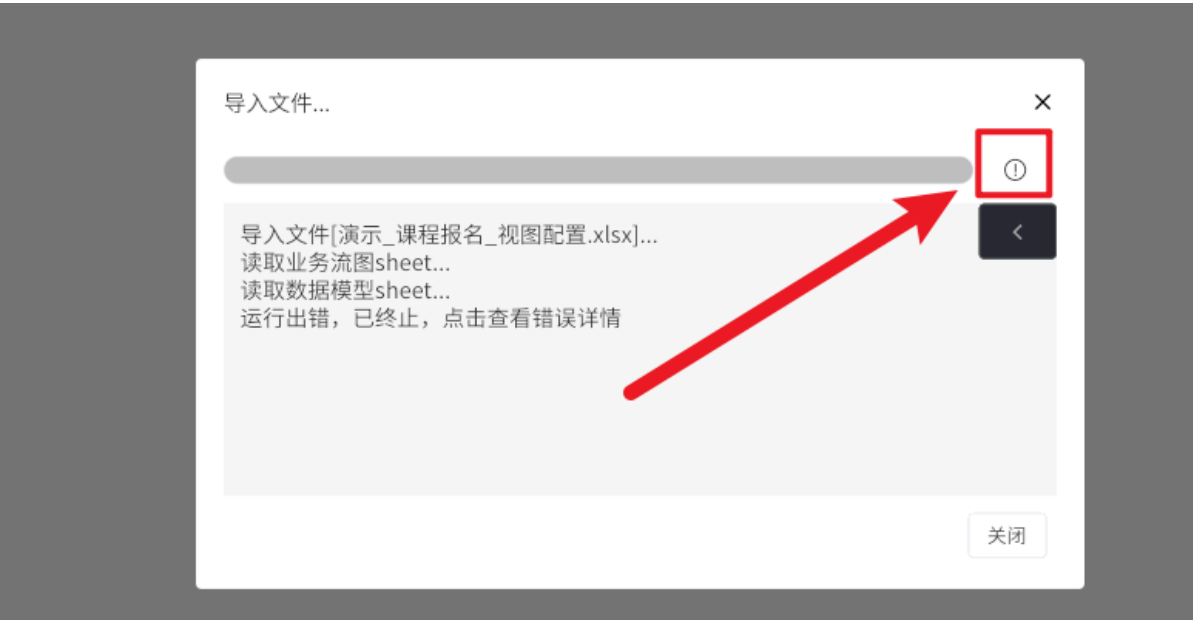 导入文件...
导入文件[演示_课程报名_视图配置.xlsx]...
读取业务流图sheet...
读取数据模型sheet...
运行出错，已终止，点击查看错误详情
关闭